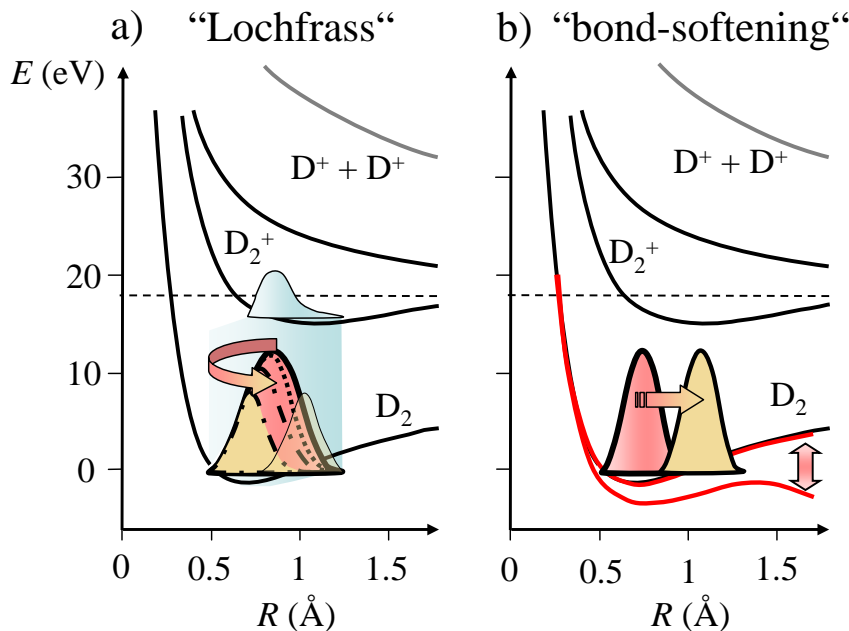 a) “Lochfrass“
b) “bond-softening“
E (eV)
30
20
10
0
D⁺ + D⁺
D₂⁺
D₂
0
0.5
1
1.5
R (Å)
D⁺ + D⁺
D₂⁺
D₂
0
0.5
1
1.5
R (Å)